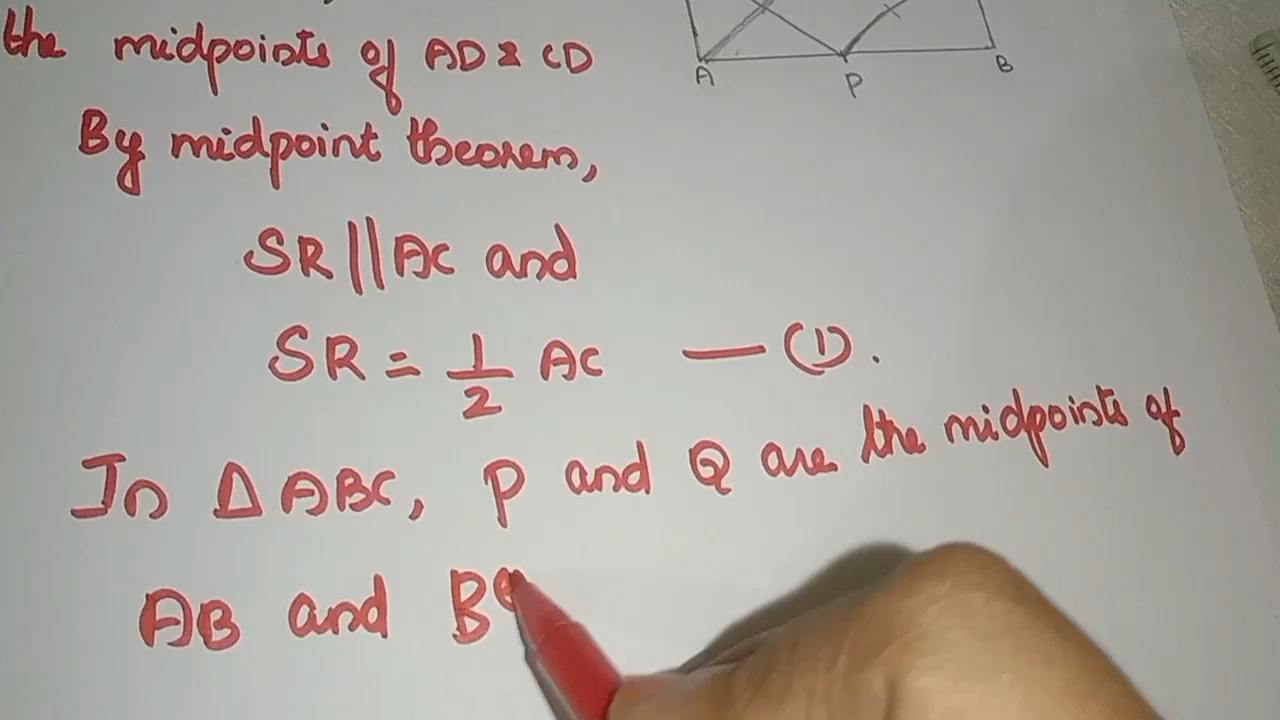 the midpoints of AD & CD
A P B
By midpoint theorem,
SR || AC and
SR = 1/2 AC — (1).
In Δ ABC, P and Q are the midpoints of
AB and B